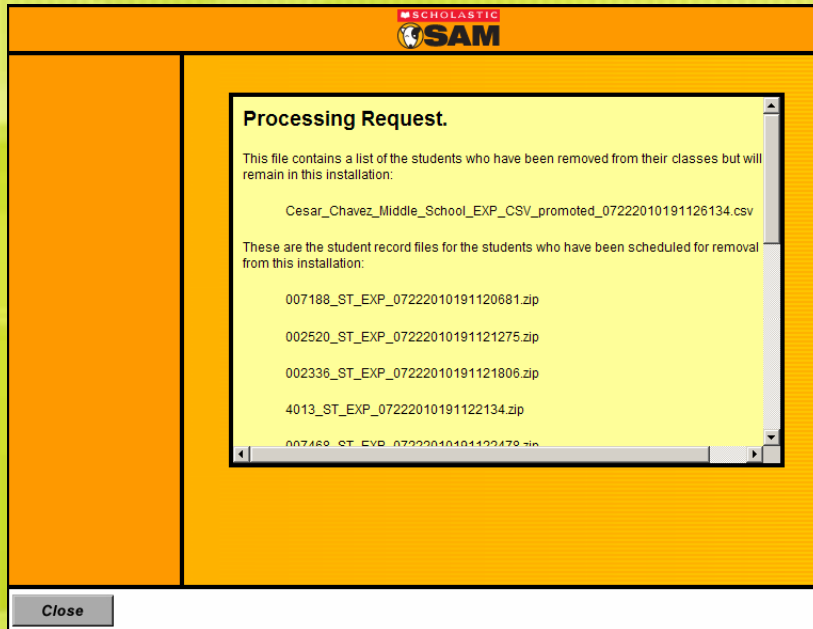 SCHOLASTIC
SAM
Processing Request.
This file contains a list of the students who have been removed from their classes but will
remain in this installation:
Cesar_Chavez_Middle_School_EXP_CSV_promoted_07222010191126134.csv
These are the student record files for the students who have been scheduled for removal
from this installation:
007188_ST_EXP_07222010191120681.zip
002520_ST_EXP_07222010191121275.zip
002336_ST_EXP_07222010191121806.zip
4013_ST_EXP_07222010191122134.zip
007468_ST_EXP_07222010191122478.zip
Close